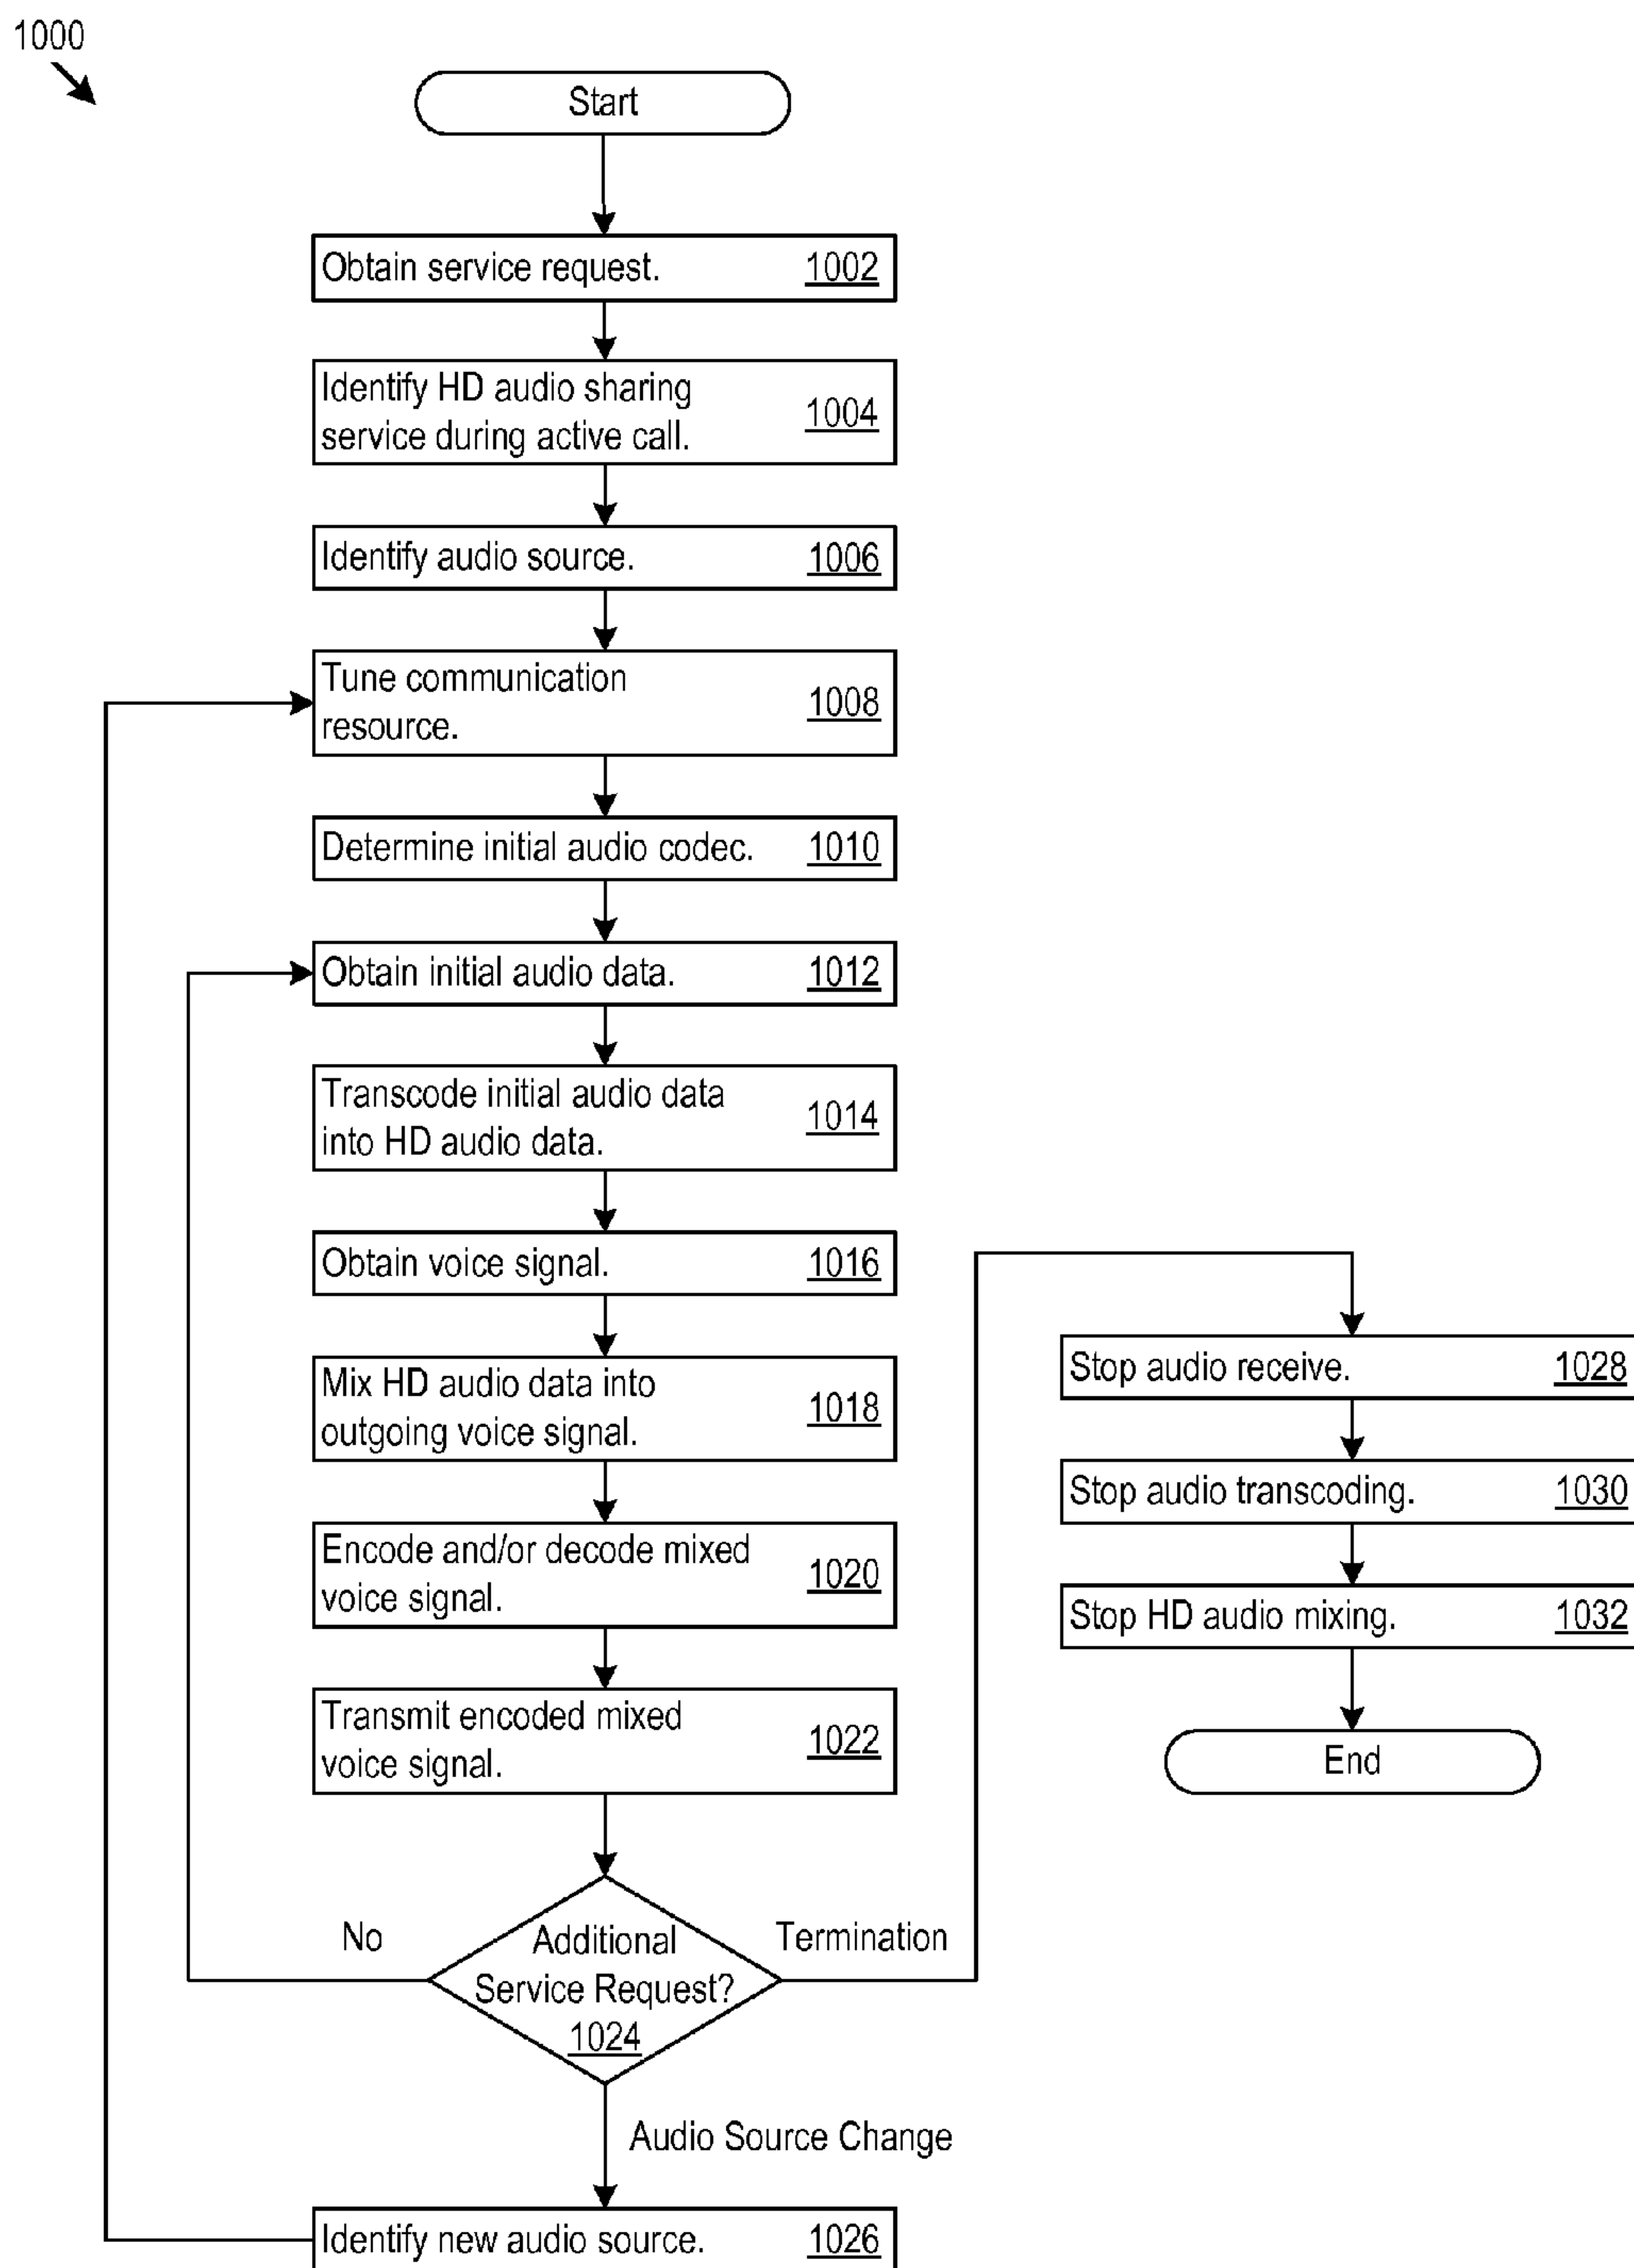 1000
Start
Obtain service request. 1002
Identify HD audio sharing
service during active call. 1004
Identify audio source. 1006
Tune communication
resource. 1008
Determine initial audio codec. 1010
Obtain initial audio data. 1012
Transcode initial audio data
into HD audio data. 1014
Obtain voice signal. 1016
Mix HD audio data into
outgoing voice signal. 1018
Encode and/or decode mixed
voice signal. 1020
Transmit encoded mixed
voice signal. 1022
Additional
Service Request?
1024
No
Termination
Audio Source Change
Identify new audio source. 1026
Stop audio receive. 1028
Stop audio transcoding. 1030
Stop HD audio mixing. 1032
End